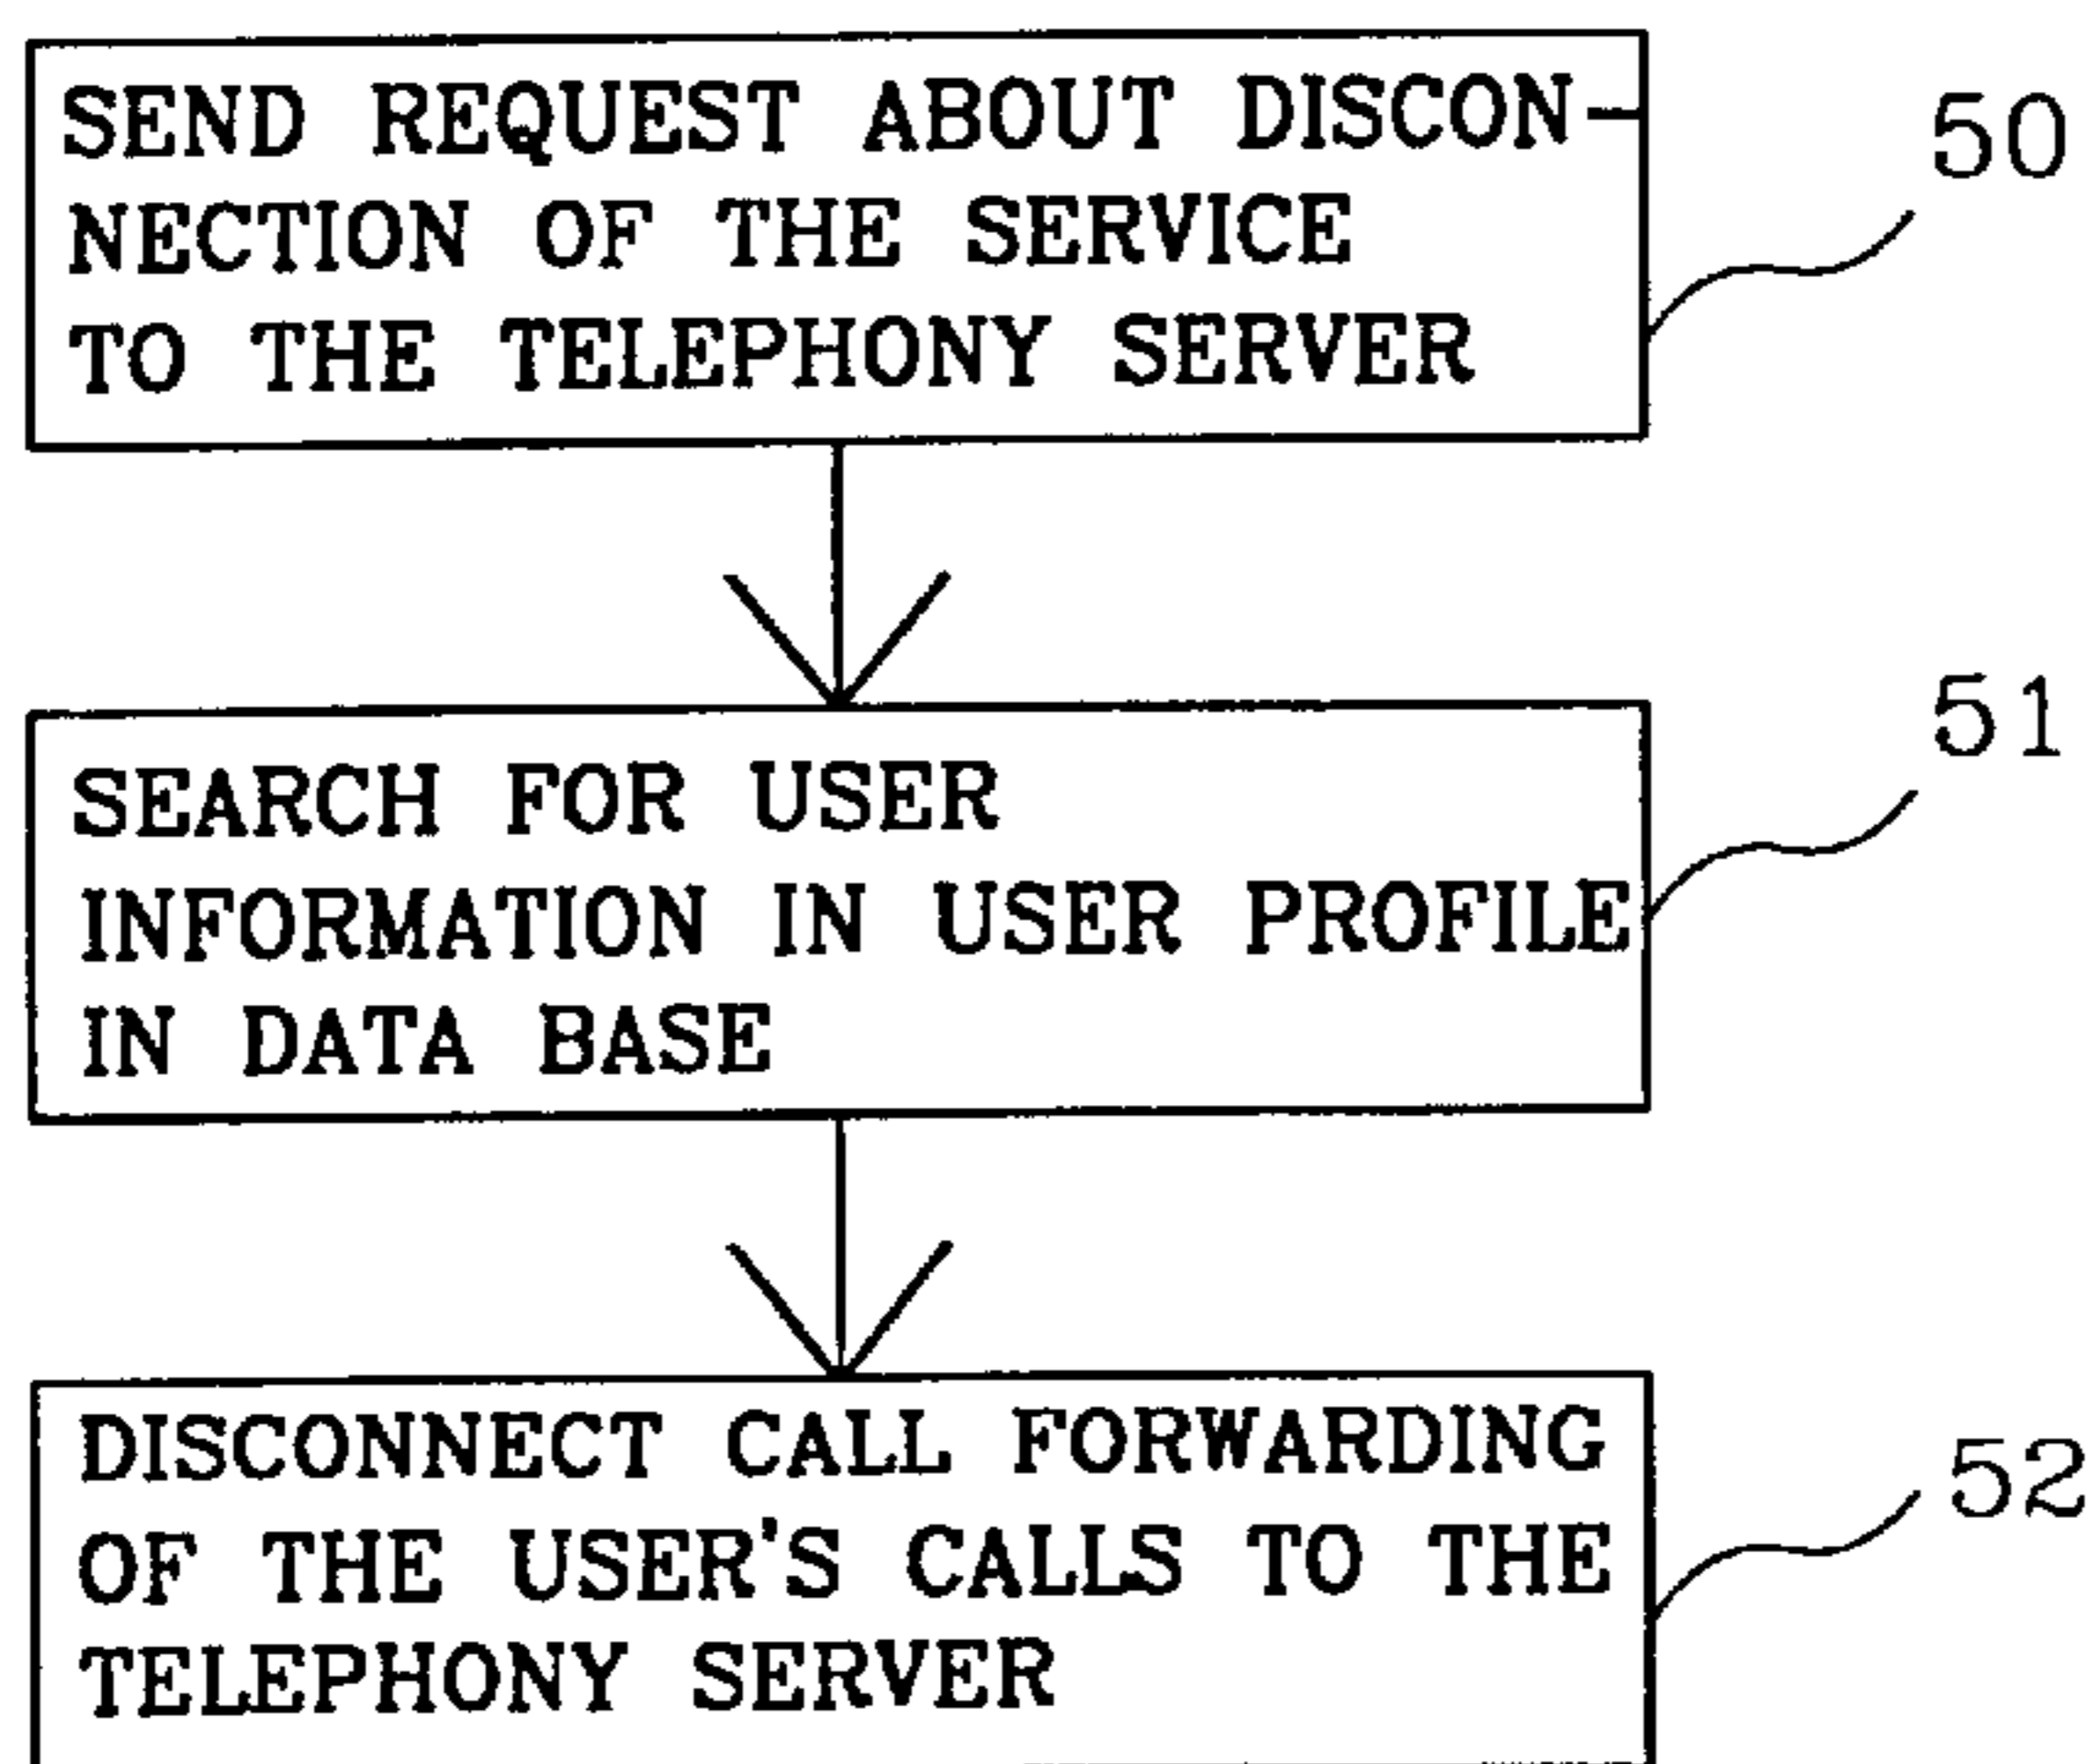 SEND REQUEST ABOUT DISCON-
NECTION OF THE SERVICE
TO THE TELEPHONY SERVER
50
SEARCH FOR USER
INFORMATION IN USER PROFILE
IN DATA BASE
51
DISCONNECT CALL FORWARDING
OF THE USER'S CALLS TO THE
TELEPHONY SERVER
52